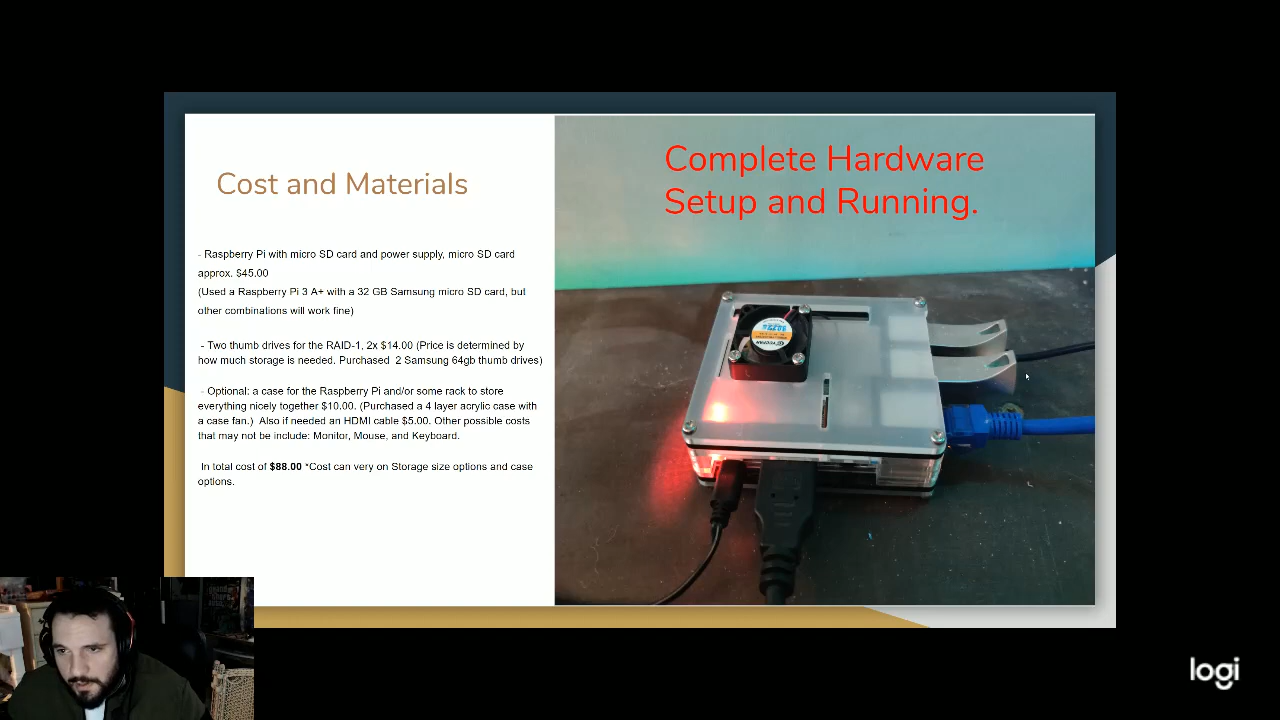 Cost and Materials
- Raspberry Pi with micro SD card and power supply, micro SD card
approx. $45.00
(Used a Raspberry Pi 3 A+ with a 32 GB Samsung micro SD card, but
other combinations will work fine)
- Two thumb drives for the RAID-1, 2x $14.00 (Price is determined by
how much storage is needed. Purchased 2 Samsung 64gb thumb drives)
- Optional: a case for the Raspberry Pi and/or some rack to store
everything nicely together $10.00. (Purchased a 4 layer acrylic case with
a case fan.) Also if needed an HDMI cable $5.00. Other possible costs
that may not be include: Monitor, Mouse, and Keyboard.
In total cost of $88.00 *Cost can very on Storage size options and case
options.
Complete Hardware
Setup and Running.
logi